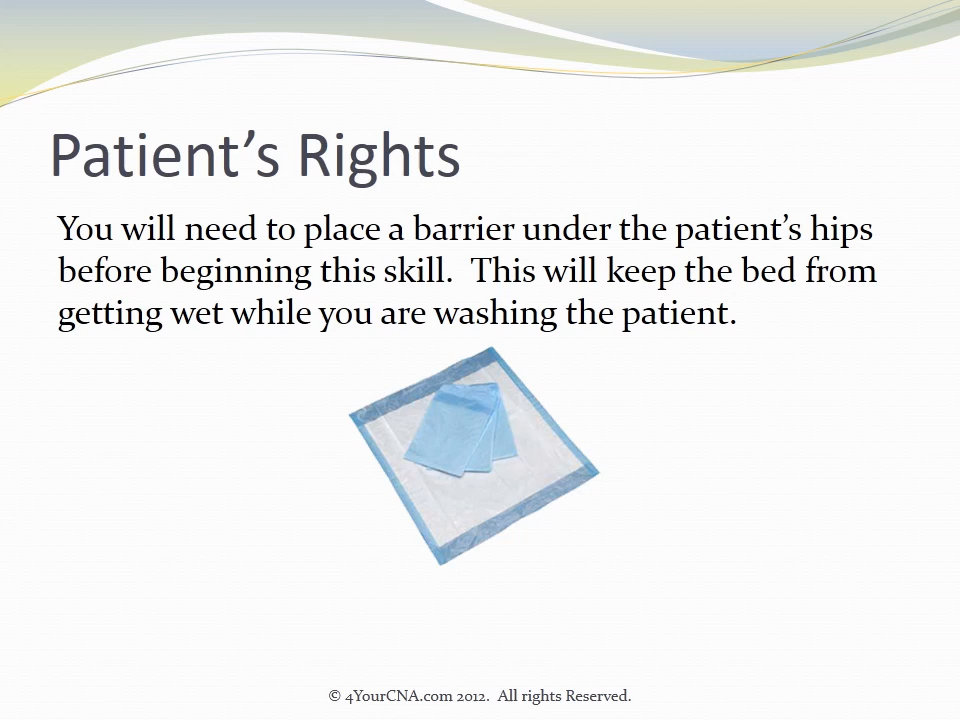 Patient’s Rights
You will need to place a barrier under the patient’s hips
before beginning this skill.  This will keep the bed from
getting wet while you are washing the patient.
© 4YourCNA.com 2012.  All rights Reserved.